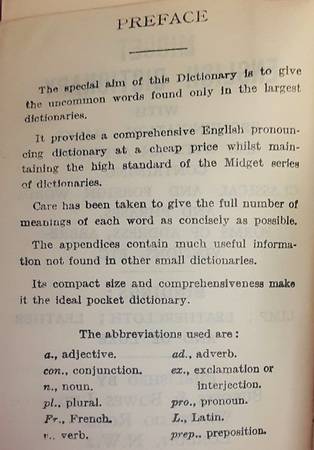 PREFACE
The special aim of this Dictionary is to give
the uncommon words found only in the largest
dictionaries.
It provides a comprehensive English pronoun-
cing dictionary at a cheap price whilst main-
taining the high standard of the Midget series
of dictionaries.
Care has been taken to give the full number of
meanings of each word as concisely as possible.
The appendices contain much useful informa-
tion not found in other small dictionaries.
Its compact size and comprehensiveness make
it the ideal pocket dictionary.
The abbreviations used are:
a., adjective. ad., adverb.
con., conjunction. ex., exclamation or
n., noun. interjection.
pl., plural. pro., pronoun.
Fr., French. L., Latin.
v., verb. prep., preposition.